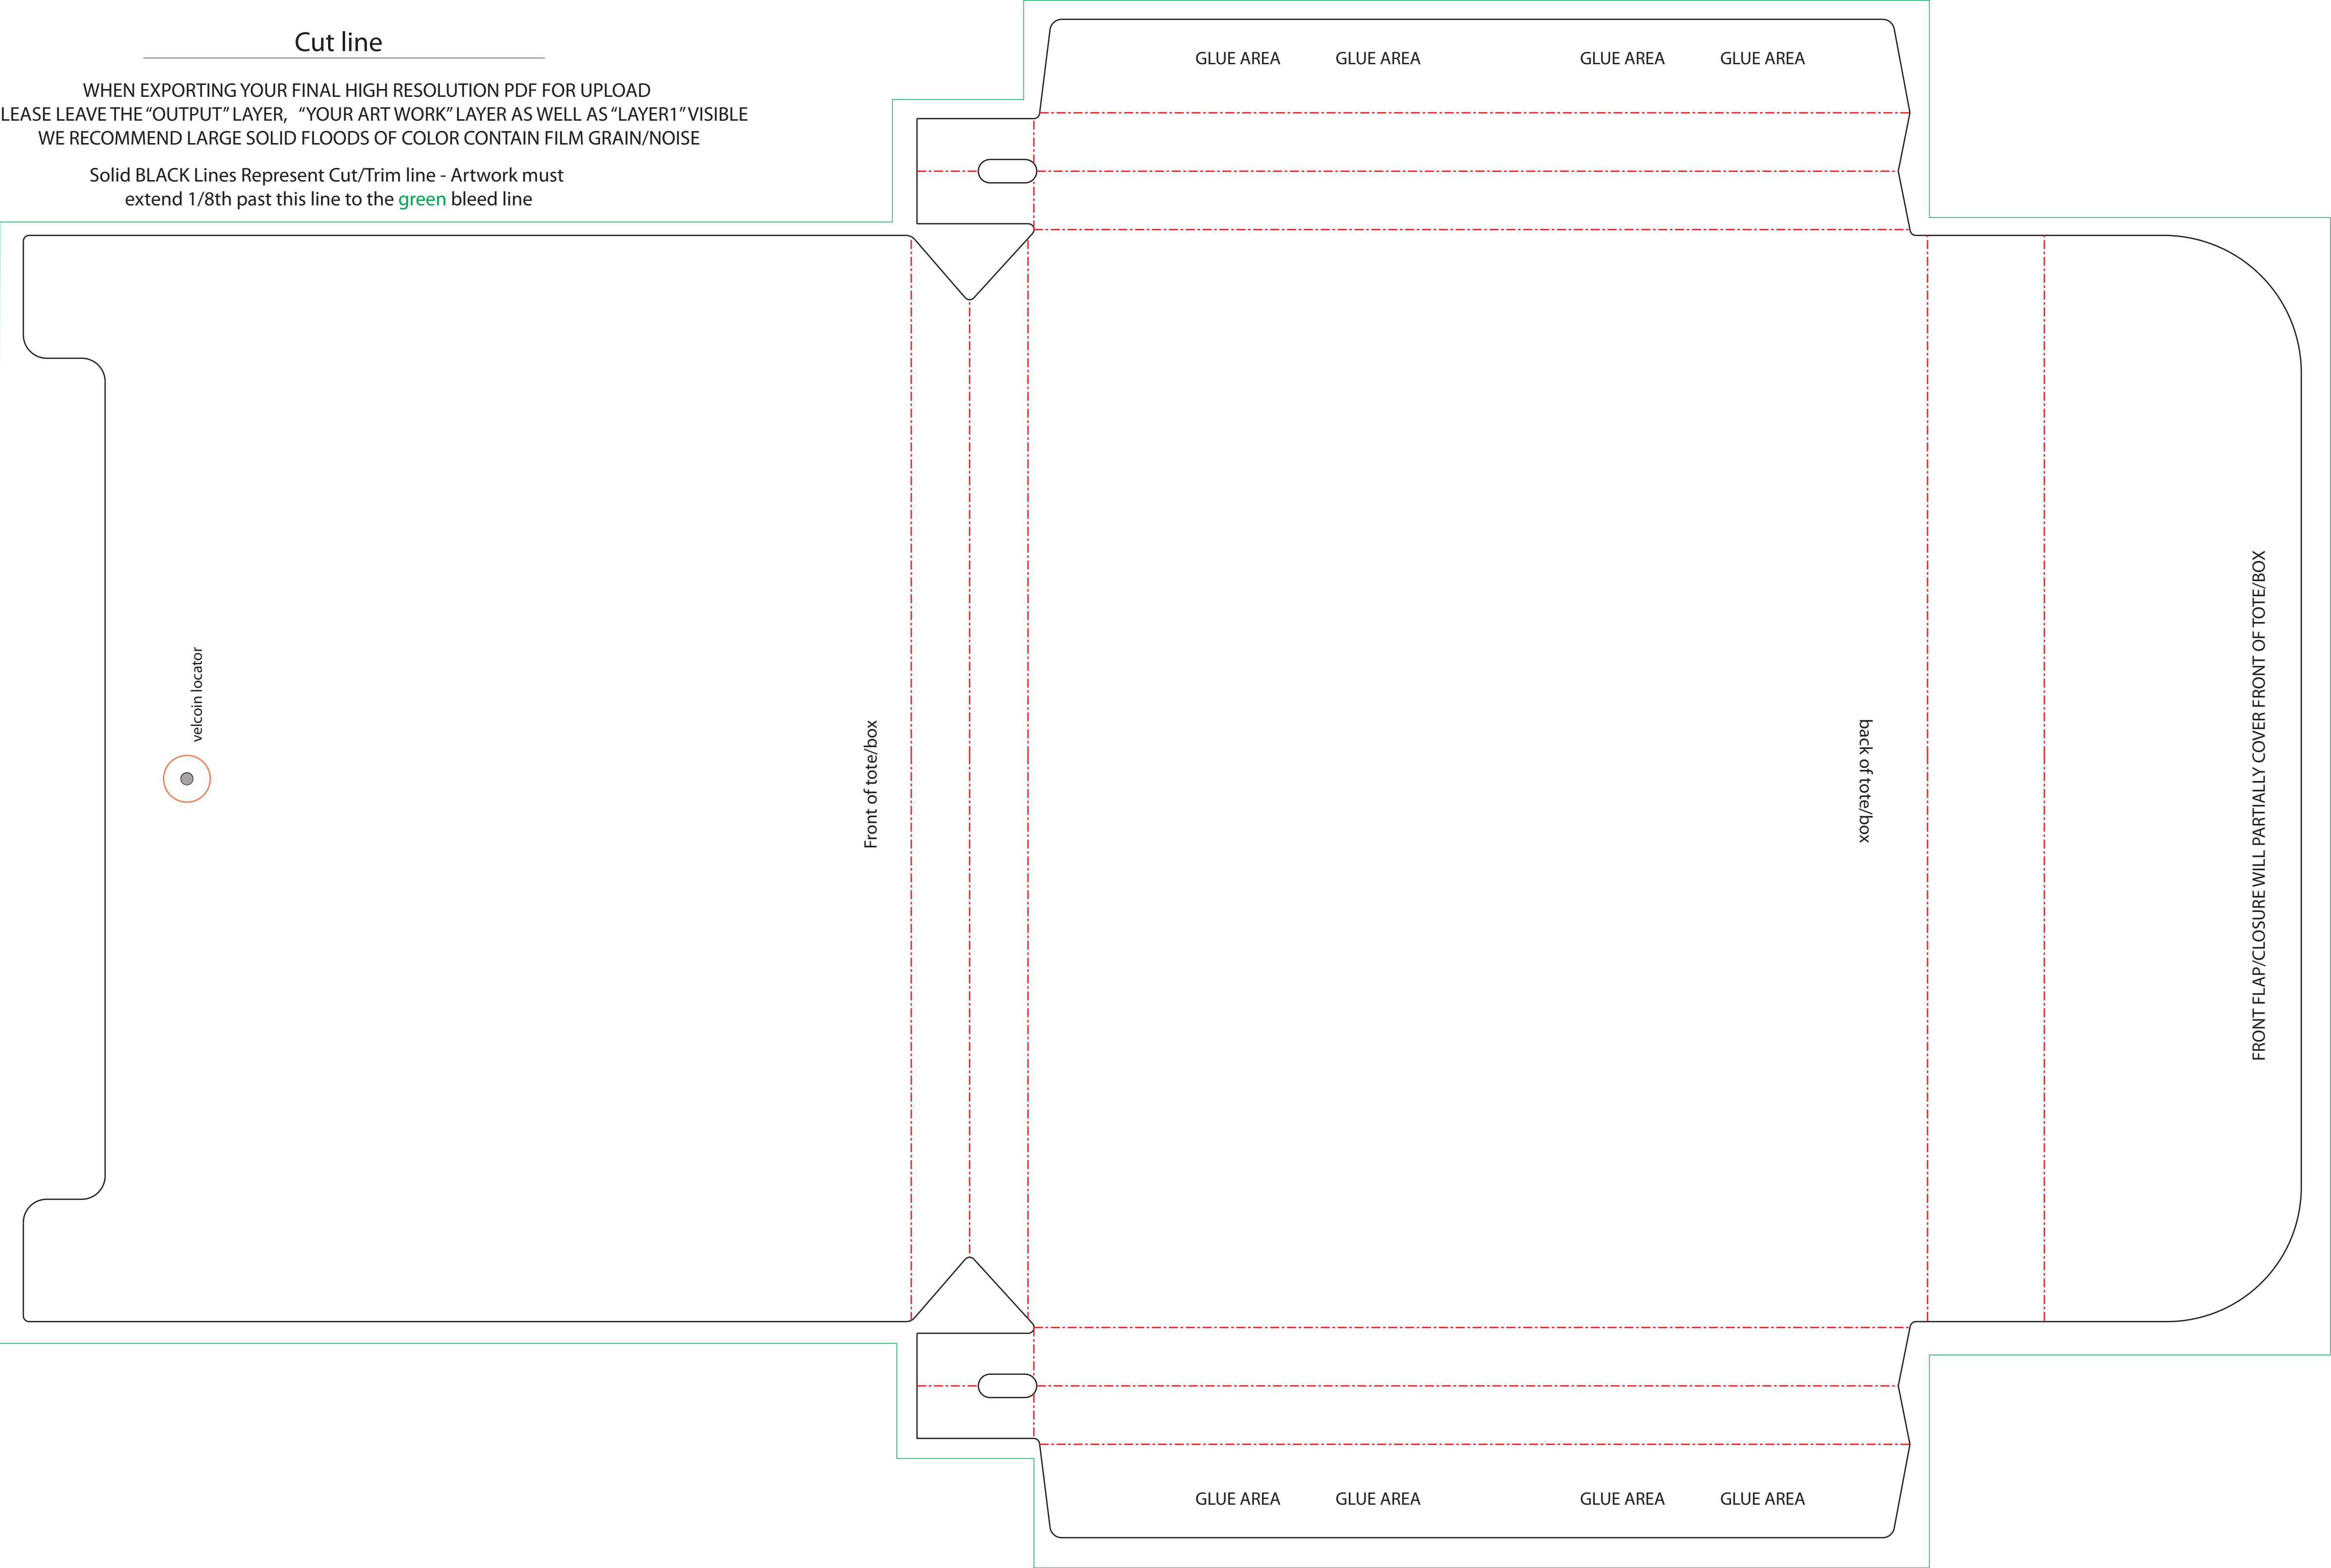 Cut line
WHEN EXPORTING YOUR FINAL HIGH RESOLUTION PDF FOR UPLOAD
LEASE LEAVE THE “OUTPUT” LAYER, “YOUR ART WORK” LAYER AS WELL AS “LAYER1” VISIBLE
WE RECOMMEND LARGE SOLID FLOODS OF COLOR CONTAIN FILM GRAIN/NOISE
Solid BLACK Lines Represent Cut/Trim line - Artwork must
extend 1/8th past this line to the green bleed line
GLUE AREA GLUE AREA GLUE AREA GLUE AREA
velcoin locator
Front of tote/box
back of tote/box
FRONT FLAP/CLOSURE WILL PARTIALLY COVER FRONT OF TOTE/BOX
GLUE AREA GLUE AREA GLUE AREA GLUE AREA